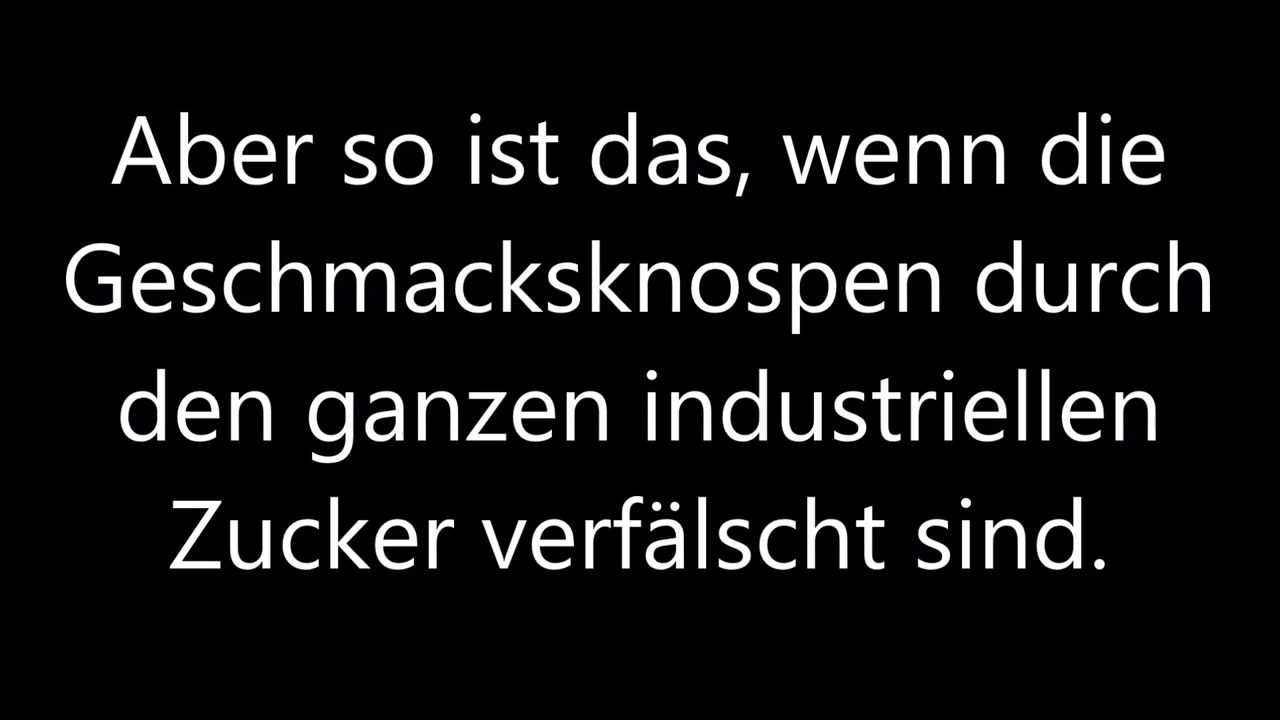 Aber so ist das, wenn die
Geschmacksknospen durch
den ganzen industriellen
Zucker verfälscht sind.